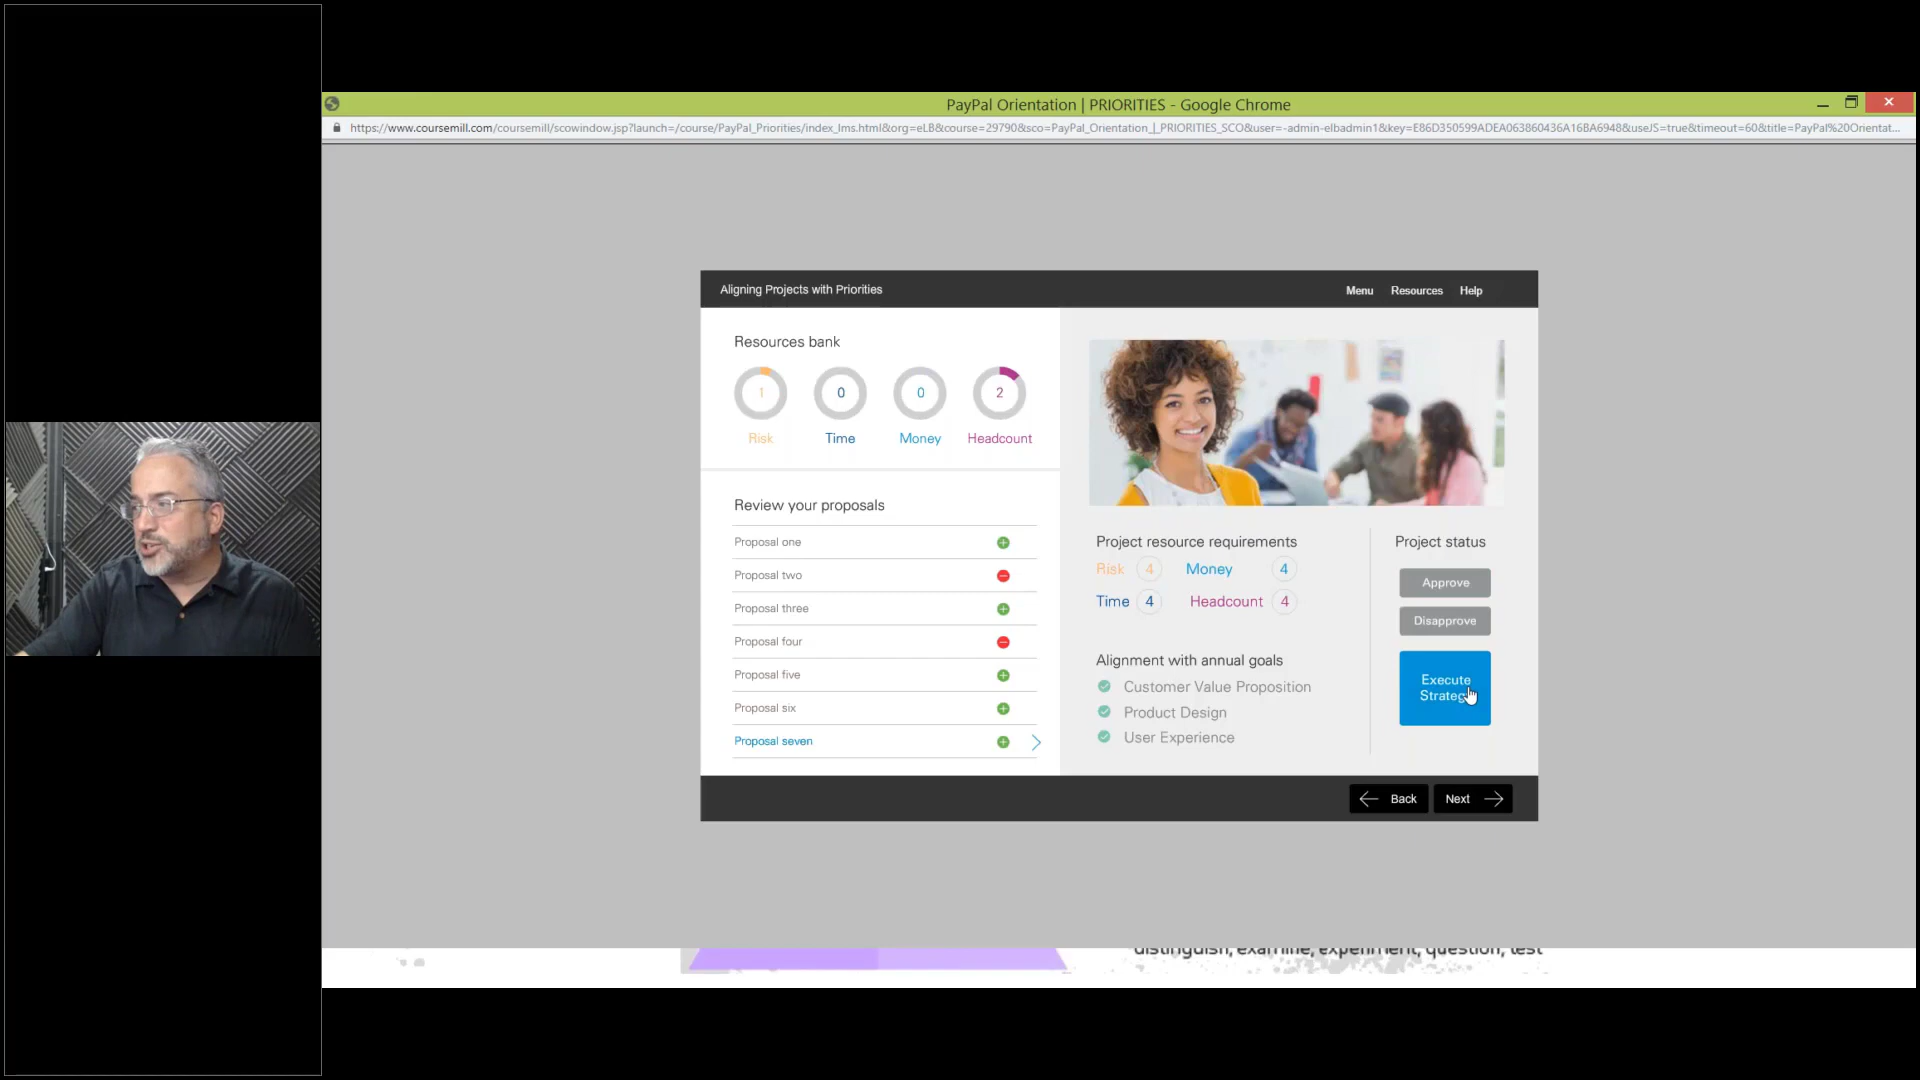 PayPal Orientation | PRIORITIES - Google Chrome
https://www.coursemill.com/coursemill/scowindow.jsp?launch=/course/PayPal_Priorities/index_lms.html&org=eLB&course=29790&sco=PayPal_Orientation_|_PRIORITIES_SCO&user=-admin-elbadmin1&key=E86D350599ADEA063860436A16BA6948&useJS=true&timeout=60&title=PayPal%20Orientat...
Aligning Projects with Priorities
Menu Resources Help
Resources bank
1 0 0 2
Risk Time Money Headcount
Review your proposals
Proposal one
Proposal two
Proposal three
Proposal four
Proposal five
Proposal six
Proposal seven
Project resource requirements
Risk 4 Money 4
Time 4 Headcount 4
Alignment with annual goals
Customer Value Proposition
Product Design
User Experience
Project status
Approve
Disapprove
Execute
Strategy
Back Next
distinguish, examine, experiment, question, test